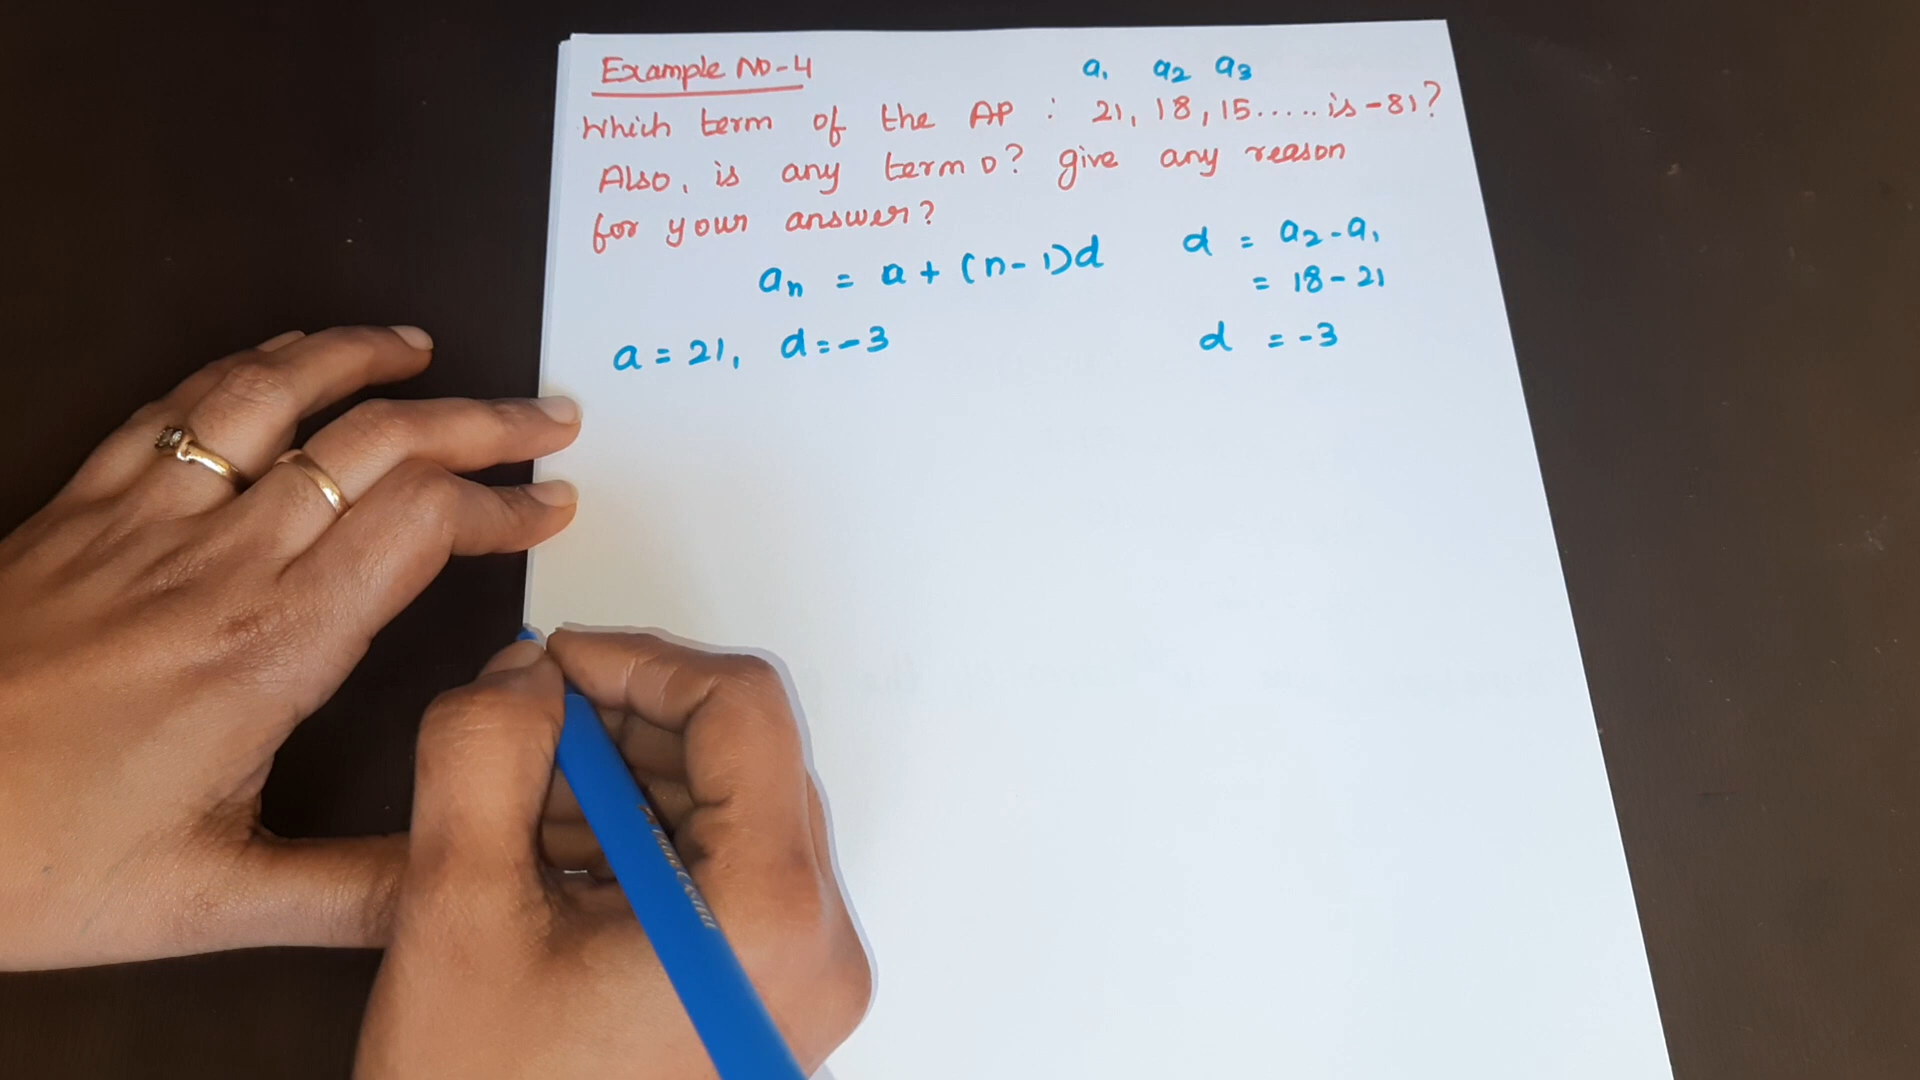 Example No-4
a₁ a₂ a₃
Which term of the AP : 21, 18, 15..... is -81?
Also, is any term 0? give any reason
for your answer?
aₙ = a + (n-1)d
d = a₂ - a₁
= 18 - 21
a = 21, d = -3
d = -3